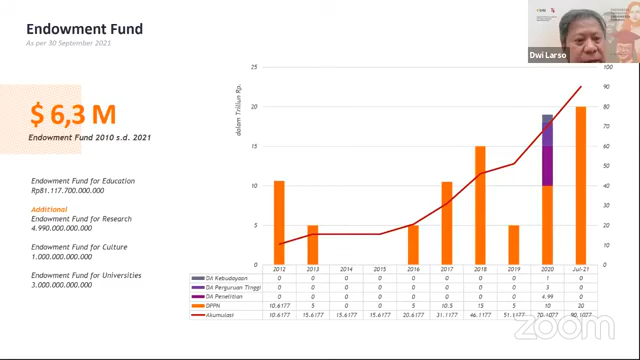 Endowment Fund
As per 30 September 2021
Dwi Larso
$ 6,3 M
Endowment Fund 2010 s.d. 2021
Endowment Fund for Education
Rp81.117.700.000.000
Additional
Endowment Fund for Research
4.990.000.000.000
Endowment Fund for Culture
1.000.000.000.000
Endowment Fund for Universities
3.000.000.000.000
dalam Triliun Rp.
25
20
15
10
5
0
100
90
80
70
60
50
40
30
20
10
0
2012 2013 2014 2015 2016 2017 2018 2019 2020 Jul-21
DA Kebudayaan 0 0 0 0 0 0 0 0 1 0
DA Perguruan Tinggi 0 0 0 0 0 0 0 0 3 0
DA Penelitian 0 0 0 0 0 0 0 0 4.99 0
DPPN 10.6177 5 0 0 5 10.5 15 5 10 20
Akumulasi 10.6177 15.6177 15.6177 15.6177 20.6177 31.1177 46.1177 51.1177 70.1077 90.1077
zoom